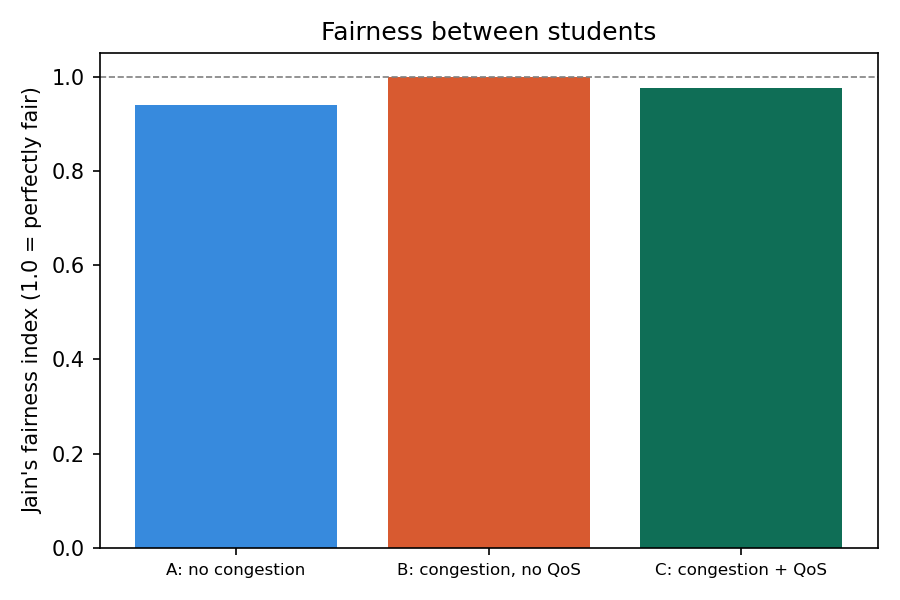 Fairness between students
Jain's fairness index (1.0 = perfectly fair)
1.0
0.8
0.6
0.4
0.2
0.0
A: no congestion
B: congestion, no QoS
C: congestion + QoS